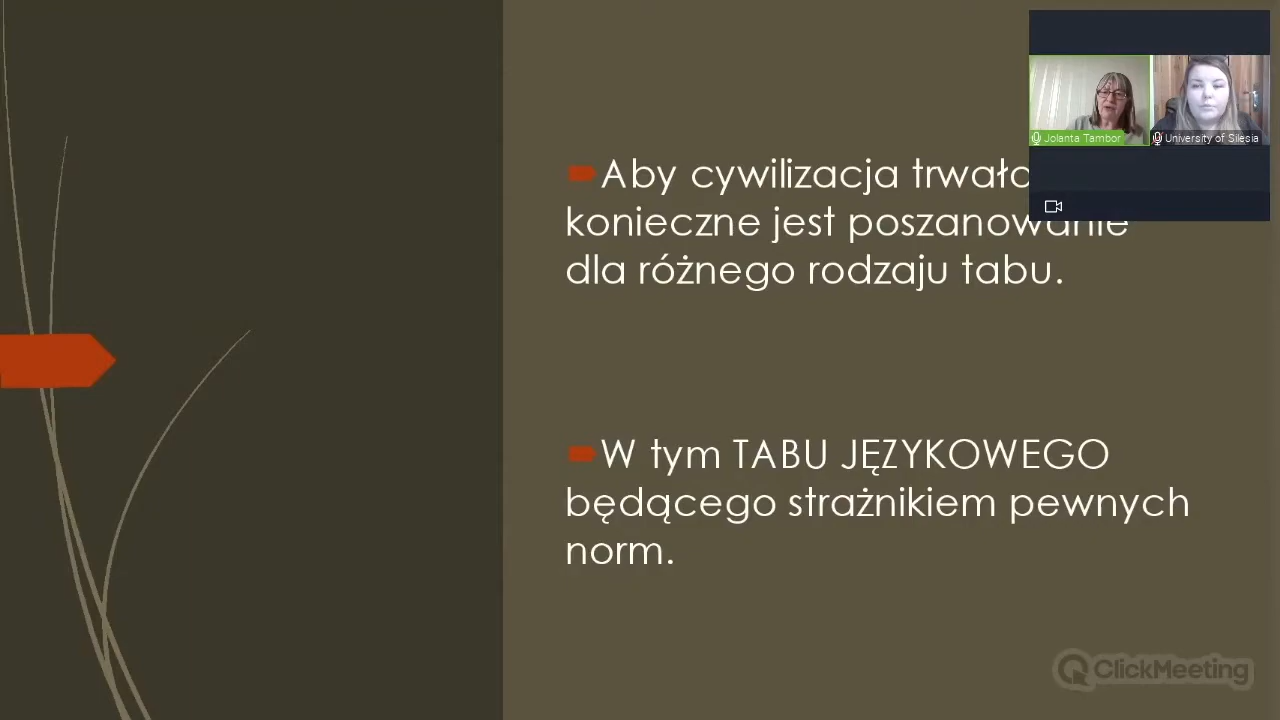 Jolanta Tambor
University of Silesia
Aby cywilizacja
konieczne jest poszanowanie
dla różnego rodzaju tabu.
W tym TABU JĘZYKOWEGO
będącego strażnikiem pewnych
norm.
ClickMeeting